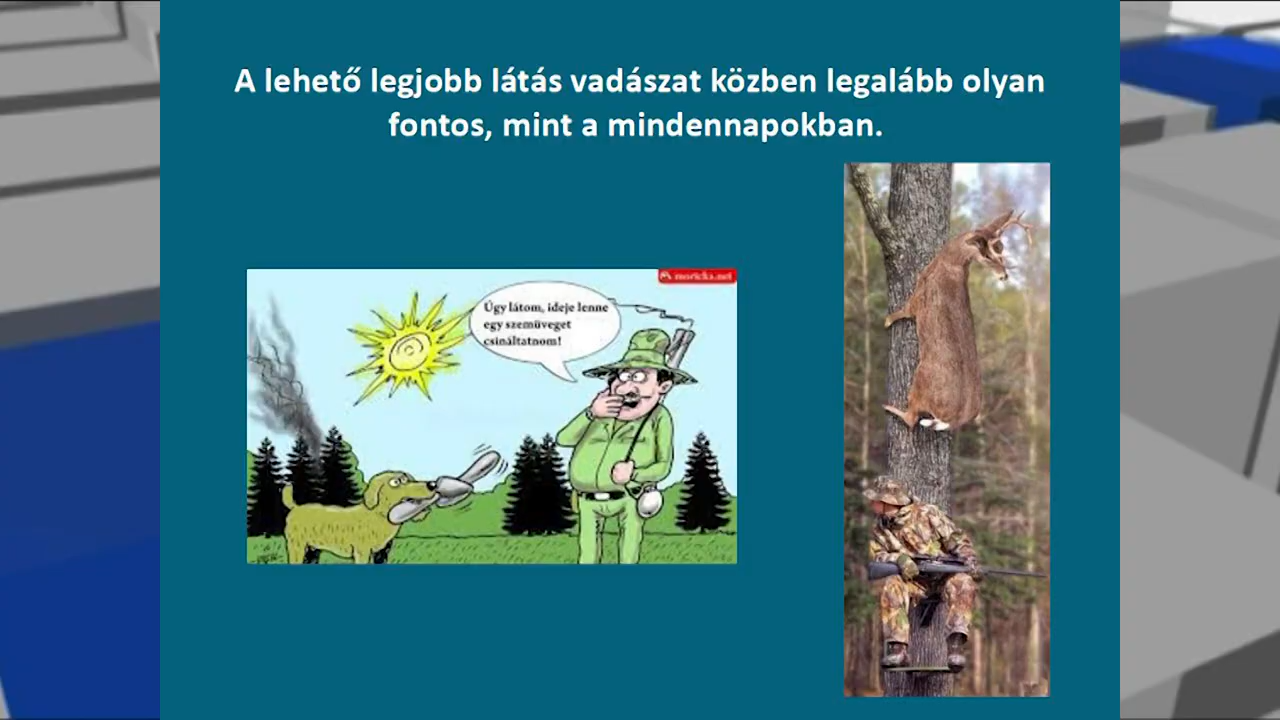 A lehető legjobb látás vadászat közben legalább olyan
fontos, mint a mindennapokban.
moricka.net
Úgy látom, ideje lenne
egy szemüveget
csináltatnom!